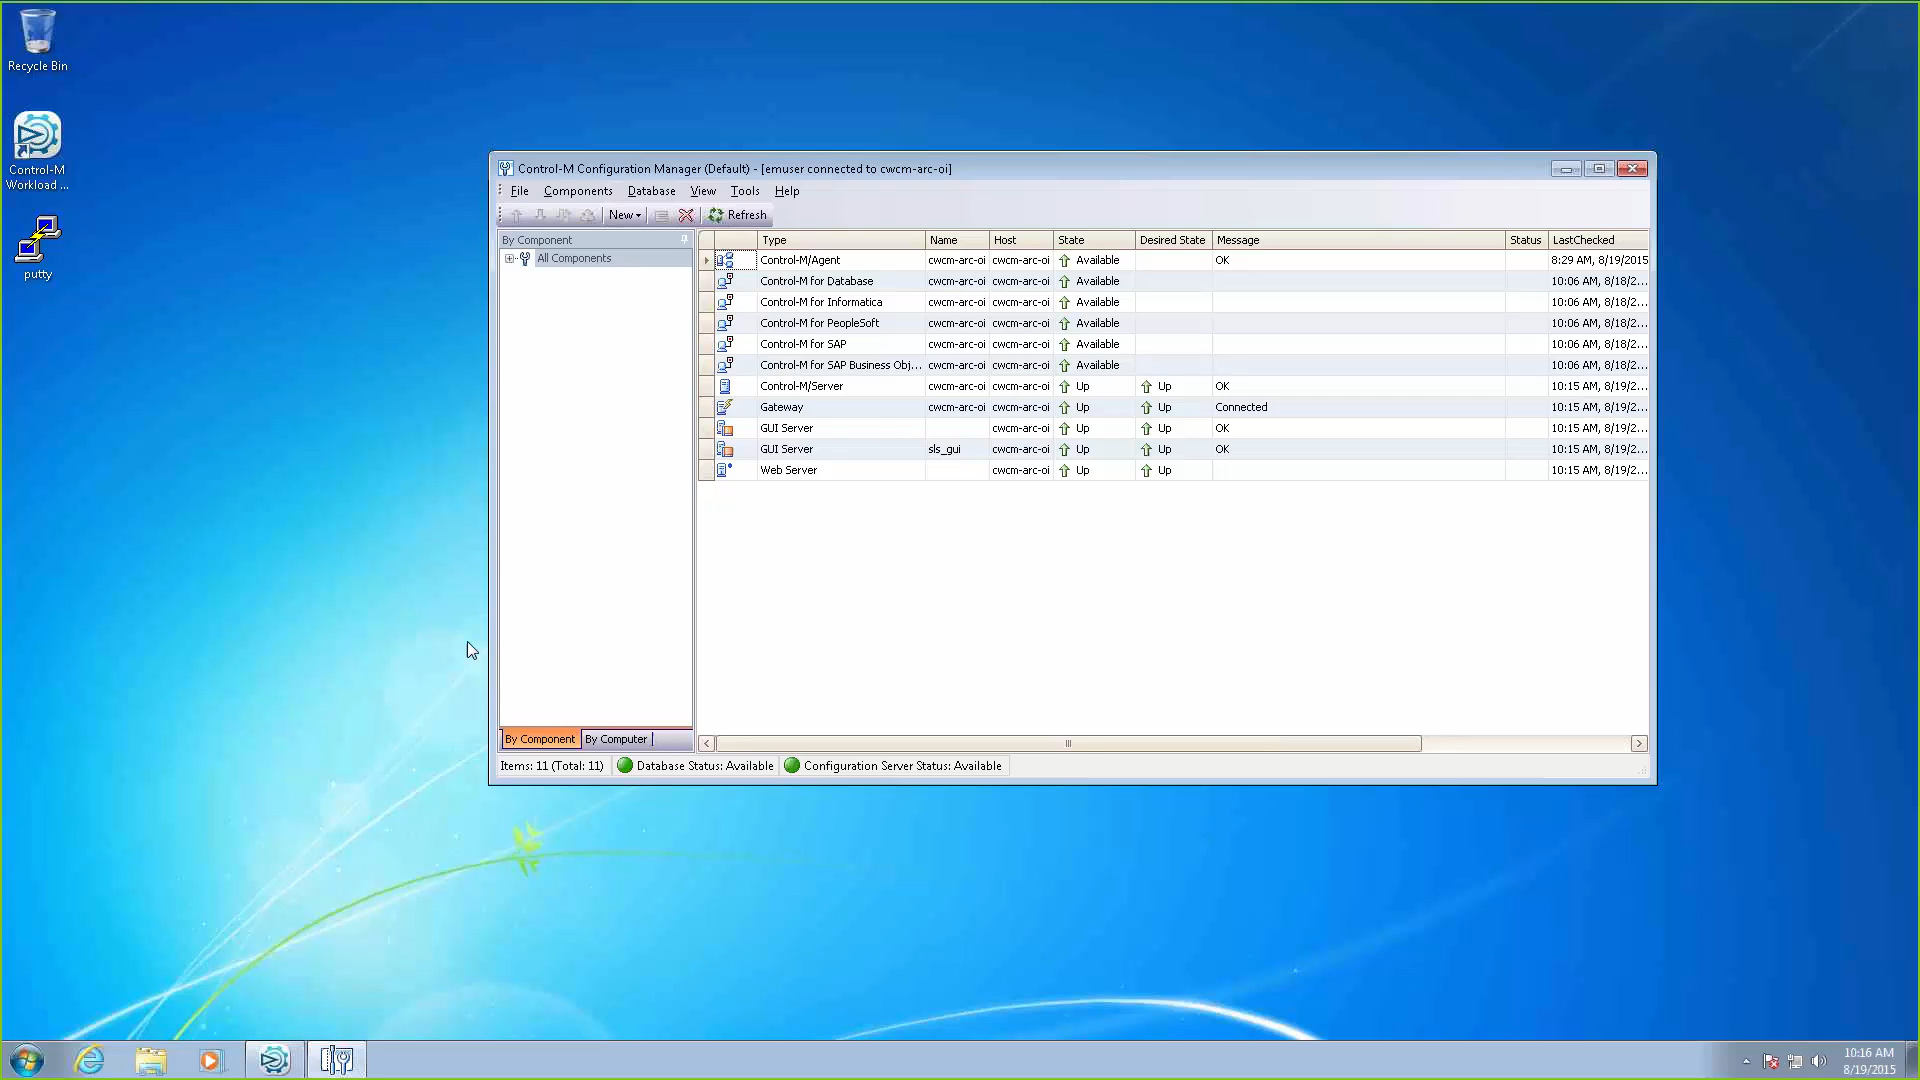 Recycle Bin
Control-M
Workload ...
putty
Control-M Configuration Manager (Default) - [emuser connected to cwcm-arc-oi]
File Components Database View Tools Help
New Refresh
By Component
All Components
Type Name Host State Desired State Message Status LastChecked
Control-M/Agent cwcm-arc-oi cwcm-arc-oi Available OK 8:29 AM, 8/19/2015
Control-M for Database cwcm-arc-oi cwcm-arc-oi Available 10:06 AM, 8/18/2...
Control-M for Informatica cwcm-arc-oi cwcm-arc-oi Available 10:06 AM, 8/18/2...
Control-M for PeopleSoft cwcm-arc-oi cwcm-arc-oi Available 10:06 AM, 8/18/2...
Control-M for SAP cwcm-arc-oi cwcm-arc-oi Available 10:06 AM, 8/18/2...
Control-M for SAP Business Obj... cwcm-arc-oi cwcm-arc-oi Available 10:06 AM, 8/18/2...
Control-M/Server cwcm-arc-oi cwcm-arc-oi Up Up OK 10:15 AM, 8/19/2...
Gateway cwcm-arc-oi cwcm-arc-oi Up Up Connected 10:15 AM, 8/19/2...
GUI Server cwcm-arc-oi Up Up OK 10:15 AM, 8/19/2...
GUI Server sls_gui cwcm-arc-oi Up Up OK 10:15 AM, 8/19/2...
Web Server cwcm-arc-oi Up Up 10:15 AM, 8/19/2...
By Component By Computer
Items: 11 (Total: 11) Database Status: Available Configuration Server Status: Available
10:16 AM
8/19/2015